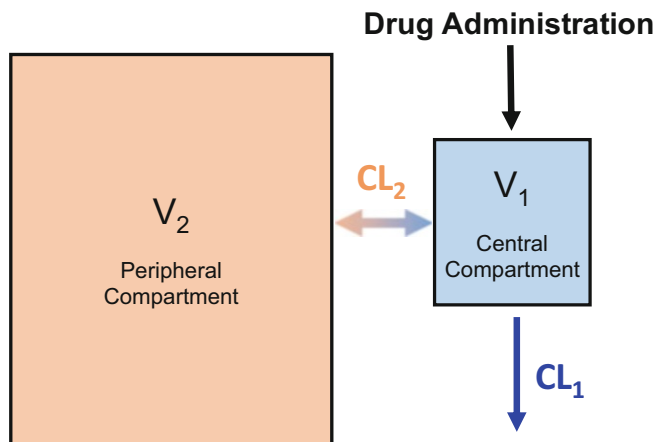 Drug Administration
V₂
Peripheral
Compartment
CL₂
V₁
Central
Compartment
CL₁